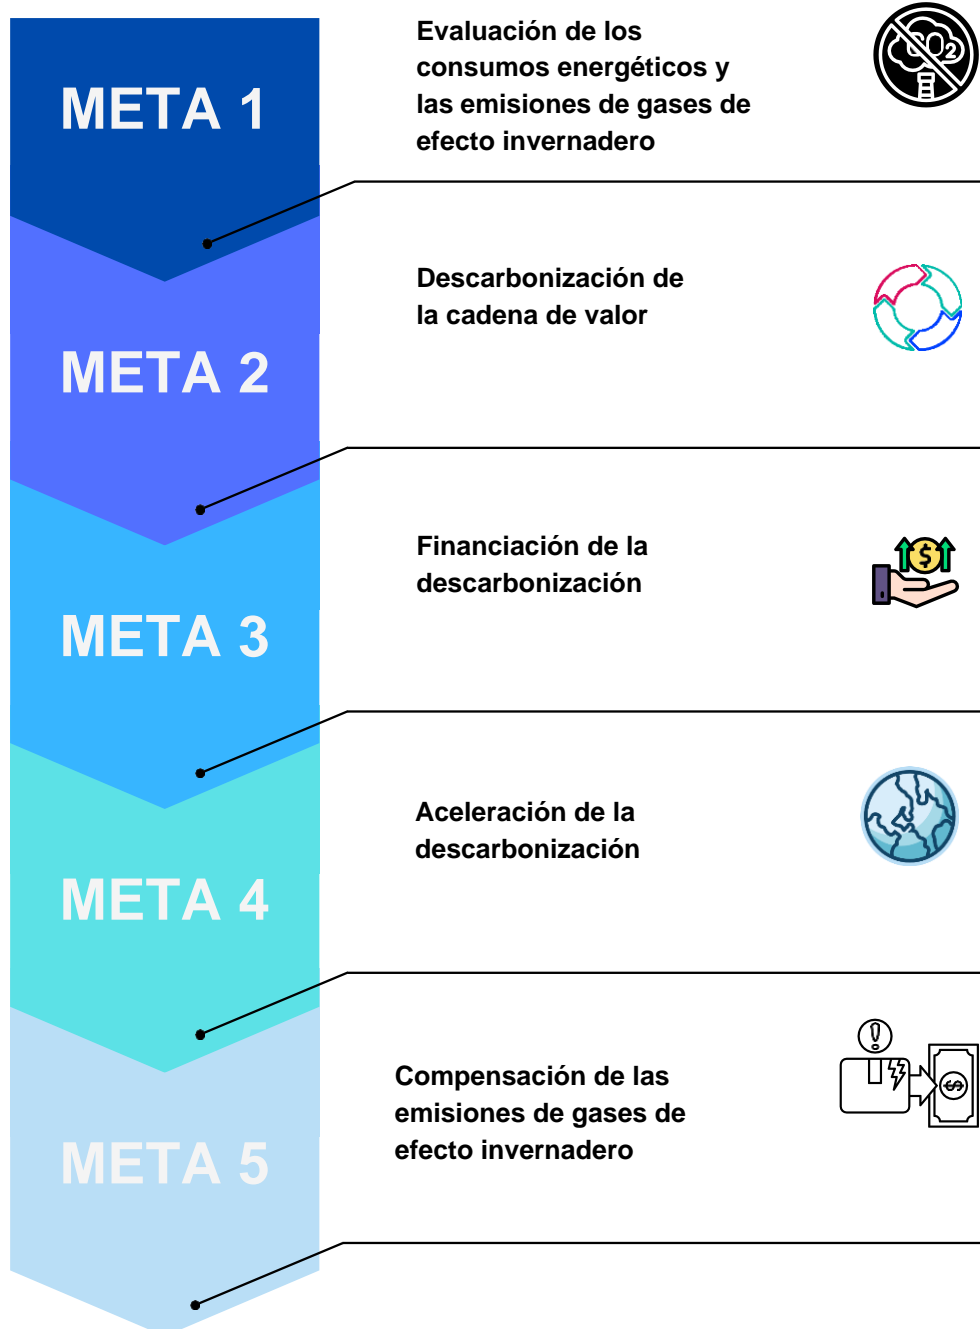 META 1
Evaluación de los
consumos energéticos y
las emisiones de gases de
efecto invernadero
CO2
META 2
Descarbonización de
la cadena de valor
META 3
Financiación de la
descarbonización
$
META 4
Aceleración de la
descarbonización
META 5
Compensación de las
emisiones de gases de
efecto invernadero
!
$